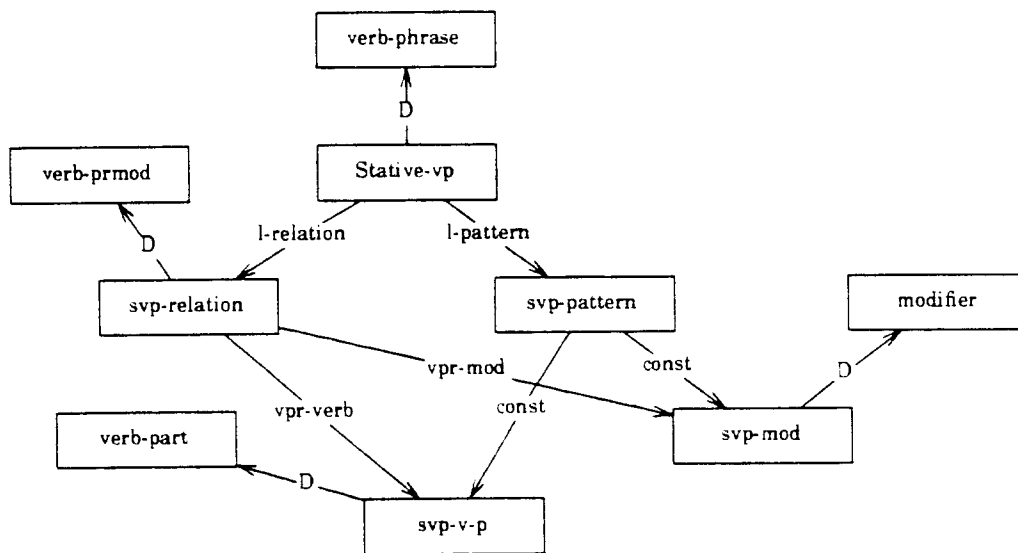 verb-phrase
D
verb-prmod
Stative-vp
l-relation
l-pattern
D
svp-relation
svp-pattern
modifier
vpr-mod
const
D
vpr-verb
const
verb-part
svp-mod
D
svp-v-p